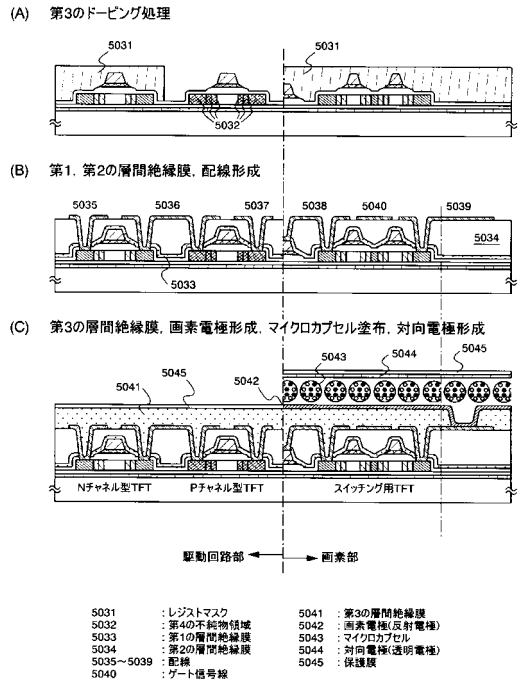 (A) 第3のドーピング処理
5031 5031
5032
(B) 第1, 第2の層間絶縁膜, 配線形成
5035 5036 5037 5038 5040 5039
5034
5033
(C) 第3の層間絶縁膜, 画素電極形成, マイクロカプセル塗布, 対向電極形成
5041 5045 5042 5043 5044 5045
Nチャネル型TFT Pチャネル型TFT スイッチング用TFT
駆動回路部 画素部
5031 : レジストマスク
5032 : 第4の不純物領域
5033 : 第1の層間絶縁膜
5034 : 第2の層間絶縁膜
5035~5039 : 配線
5040 : ゲート信号線
5041 : 第3の層間絶縁膜
5042 : 画素電極(反射電極)
5043 : マイクロカプセル
5044 : 対向電極(透明電極)
5045 : 保護膜